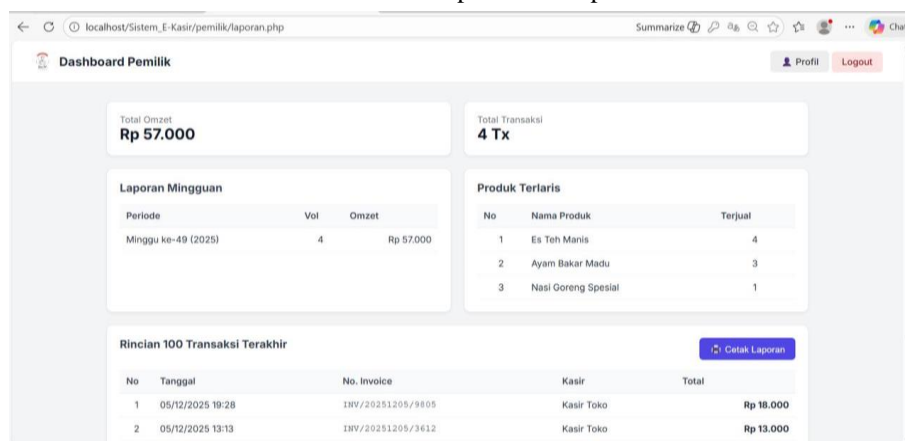 localhost/Sistem_E-Kasir/pemilik/laporan.php Summarize
Dashboard Pemilik Profil Logout
Total Omzet
Rp 57.000
Total Transaksi
4 Tx
Laporan Mingguan
Periode Vol Omzet
Minggu ke-49 (2025) 4 Rp 57.000
Produk Terlaris
No Nama Produk Terjual
1 Es Teh Manis 4
2 Ayam Bakar Madu 3
3 Nasi Goreng Spesial 1
Rincian 100 Transaksi Terakhir Cetak Laporan
No Tanggal No. Invoice Kasir Total
1 05/12/2025 19:28 INV/20251205/9805 Kasir Toko Rp 18.000
2 05/12/2025 13:13 INV/20251205/3612 Kasir Toko Rp 13.000